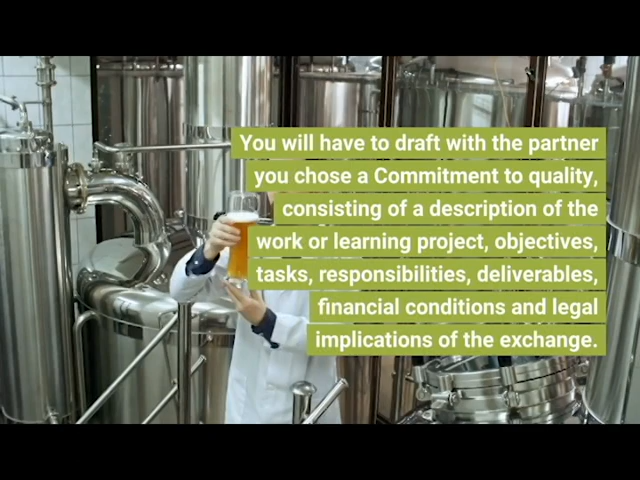 You will have to draft with the partner
you chose a Commitment to quality,
consisting of a description of the
work or learning project, objectives,
tasks, responsibilities, deliverables,
financial conditions and legal
implications of the exchange.